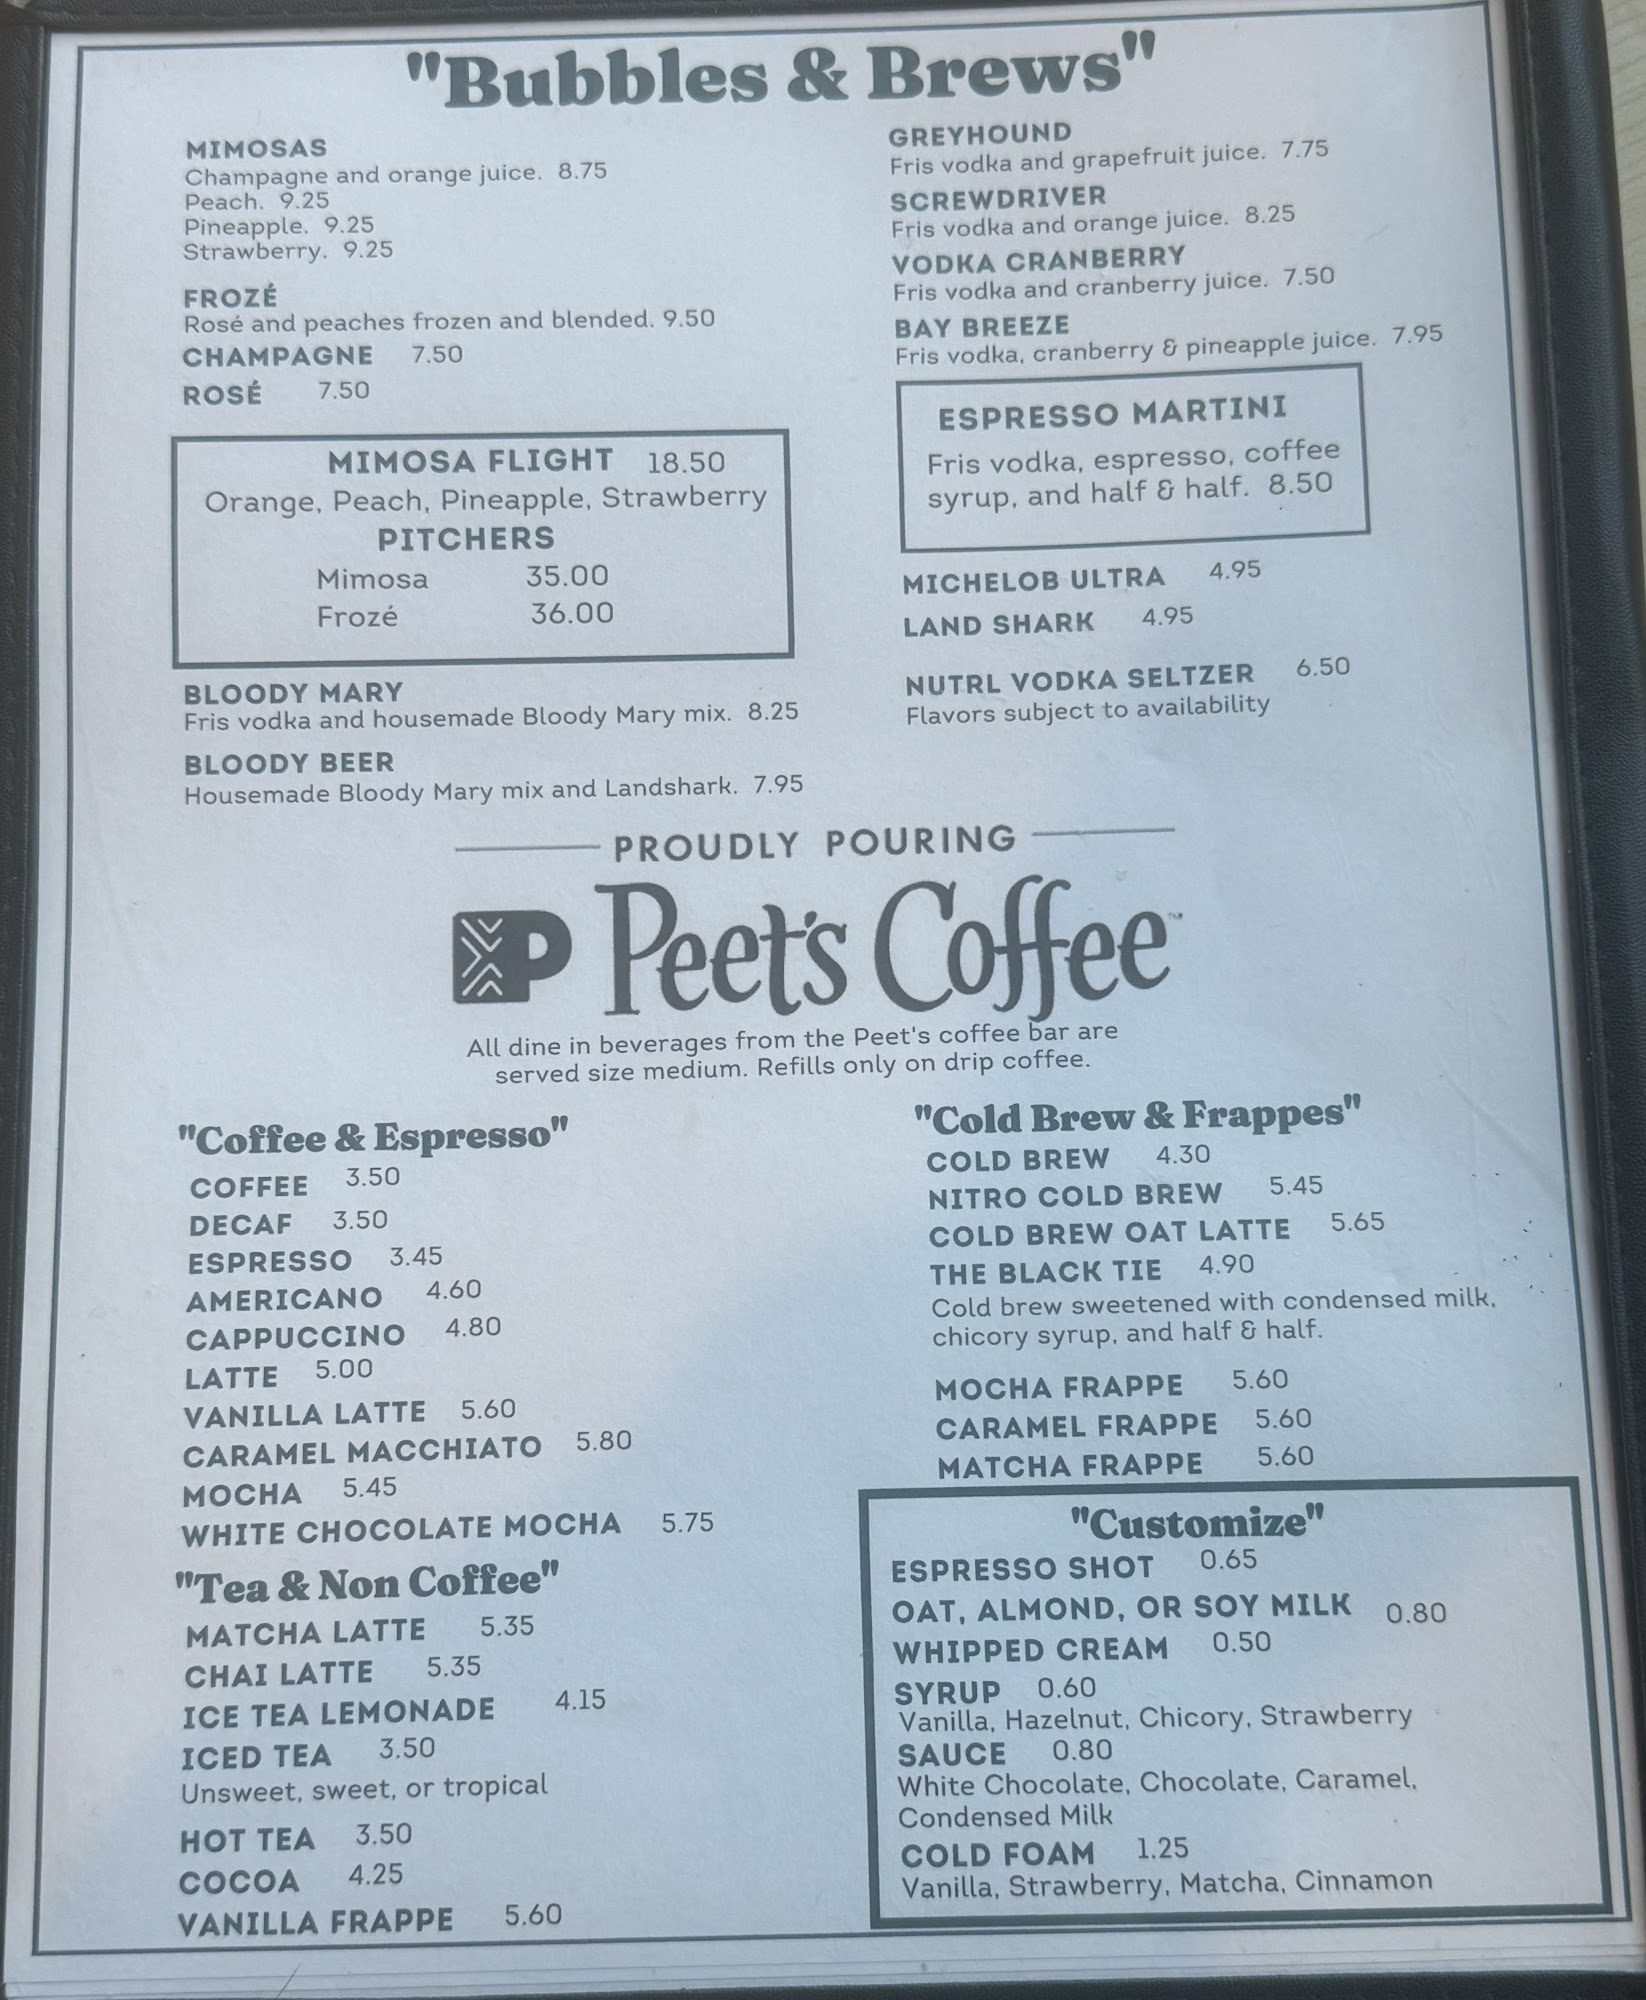 "Bubbles & Brews"
MIMOSAS
Champagne and orange juice. 8.75
Peach. 9.25
Pineapple. 9.25
Strawberry. 9.25
FROZÉ
Rosé and peaches frozen and blended. 9.50
CHAMPAGNE 7.50
ROSÉ 7.50
MIMOSA FLIGHT 18.50
Orange, Peach, Pineapple, Strawberry
PITCHERS
Mimosa 35.00
Frozé 36.00
BLOODY MARY
Fris vodka and housemade Bloody Mary mix. 8.25
BLOODY BEER
Housemade Bloody Mary mix and Landshark. 7.95
GREYHOUND
Fris vodka and grapefruit juice. 7.75
SCREWDRIVER
Fris vodka and orange juice. 8.25
VODKA CRANBERRY
Fris vodka and cranberry juice. 7.50
BAY BREEZE
Fris vodka, cranberry & pineapple juice. 7.95
ESPRESSO MARTINI
Fris vodka, espresso, coffee
syrup, and half & half. 8.50
MICHELOB ULTRA 4.95
LAND SHARK 4.95
NUTRL VODKA SELTZER 6.50
Flavors subject to availability
PROUDLY POURING
P Peet's Coffee™
All dine in beverages from the Peet's coffee bar are
served size medium. Refills only on drip coffee.
"Coffee & Espresso"
COFFEE 3.50
DECAF 3.50
ESPRESSO 3.45
AMERICANO 4.60
CAPPUCCINO 4.80
LATTE 5.00
VANILLA LATTE 5.60
CARAMEL MACCHIATO 5.80
MOCHA 5.45
WHITE CHOCOLATE MOCHA 5.75
"Tea & Non Coffee"
MATCHA LATTE 5.35
CHAI LATTE 5.35
ICE TEA LEMONADE 4.15
ICED TEA 3.50
Unsweet, sweet, or tropical
HOT TEA 3.50
COCOA 4.25
VANILLA FRAPPE 5.60
"Cold Brew & Frappes"
COLD BREW 4.30
NITRO COLD BREW 5.45
COLD BREW OAT LATTE 5.65
THE BLACK TIE 4.90
Cold brew sweetened with condensed milk,
chicory syrup, and half & half.
MOCHA FRAPPE 5.60
CARAMEL FRAPPE 5.60
MATCHA FRAPPE 5.60
"Customize"
ESPRESSO SHOT 0.65
OAT, ALMOND, OR SOY MILK 0.80
WHIPPED CREAM 0.50
SYRUP 0.60
Vanilla, Hazelnut, Chicory, Strawberry
SAUCE 0.80
White Chocolate, Chocolate, Caramel,
Condensed Milk
COLD FOAM 1.25
Vanilla, Strawberry, Matcha, Cinnamon